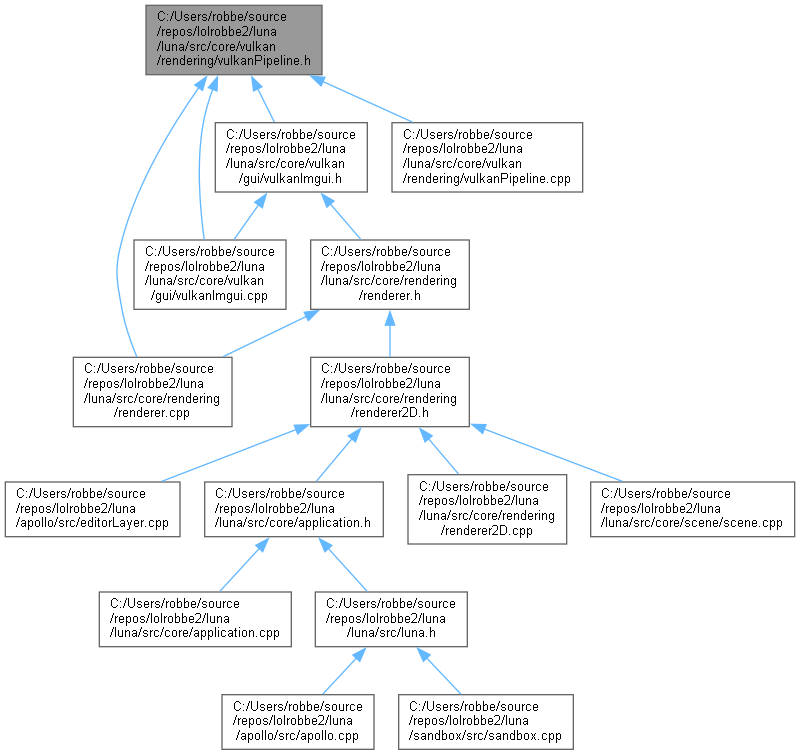 C:/Users/robbe/source
/repos/lolrobbe2/luna
/luna/src/core/vulkan
/rendering/vulkanPipeline.h
C:/Users/robbe/source
/repos/lolrobbe2/luna
/luna/src/core/vulkan
/gui/vulkanImgui.h
C:/Users/robbe/source
/repos/lolrobbe2/luna
/luna/src/core/vulkan
/rendering/vulkanPipeline.cpp
C:/Users/robbe/source
/repos/lolrobbe2/luna
/luna/src/core/vulkan
/gui/vulkanImgui.cpp
C:/Users/robbe/source
/repos/lolrobbe2/luna
/luna/src/core/rendering
/renderer.h
C:/Users/robbe/source
/repos/lolrobbe2/luna
/luna/src/core/rendering
/renderer.cpp
C:/Users/robbe/source
/repos/lolrobbe2/luna
/luna/src/core/rendering
/renderer2D.h
C:/Users/robbe/source
/repos/lolrobbe2/luna
/apollo/src/editorLayer.cpp
C:/Users/robbe/source
/repos/lolrobbe2/luna
/luna/src/core/application.h
C:/Users/robbe/source
/repos/lolrobbe2/luna
/luna/src/core/rendering
/renderer2D.cpp
C:/Users/robbe/source
/repos/lolrobbe2/luna
/luna/src/core/scene/scene.cpp
C:/Users/robbe/source
/repos/lolrobbe2/luna
/luna/src/core/application.cpp
C:/Users/robbe/source
/repos/lolrobbe2/luna
/luna/src/luna.h
C:/Users/robbe/source
/repos/lolrobbe2/luna
/apollo/src/apollo.cpp
C:/Users/robbe/source
/repos/lolrobbe2/luna
/sandbox/src/sandbox.cpp